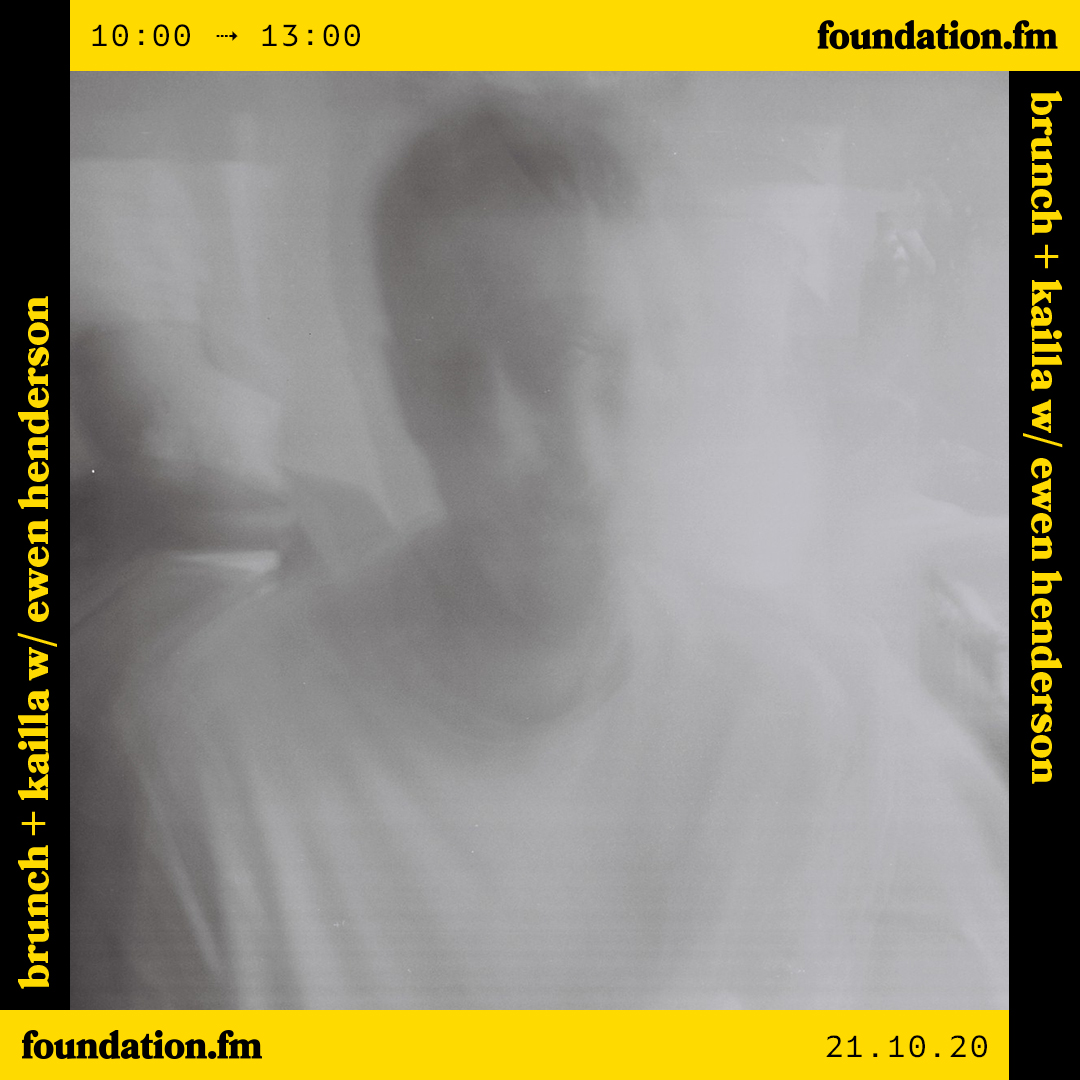 10:00 ⇢ 13:00
foundation.fm
brunch + kailla w/ ewen henderson
brunch + kailla w/ ewen henderson
foundation.fm
21.10.20